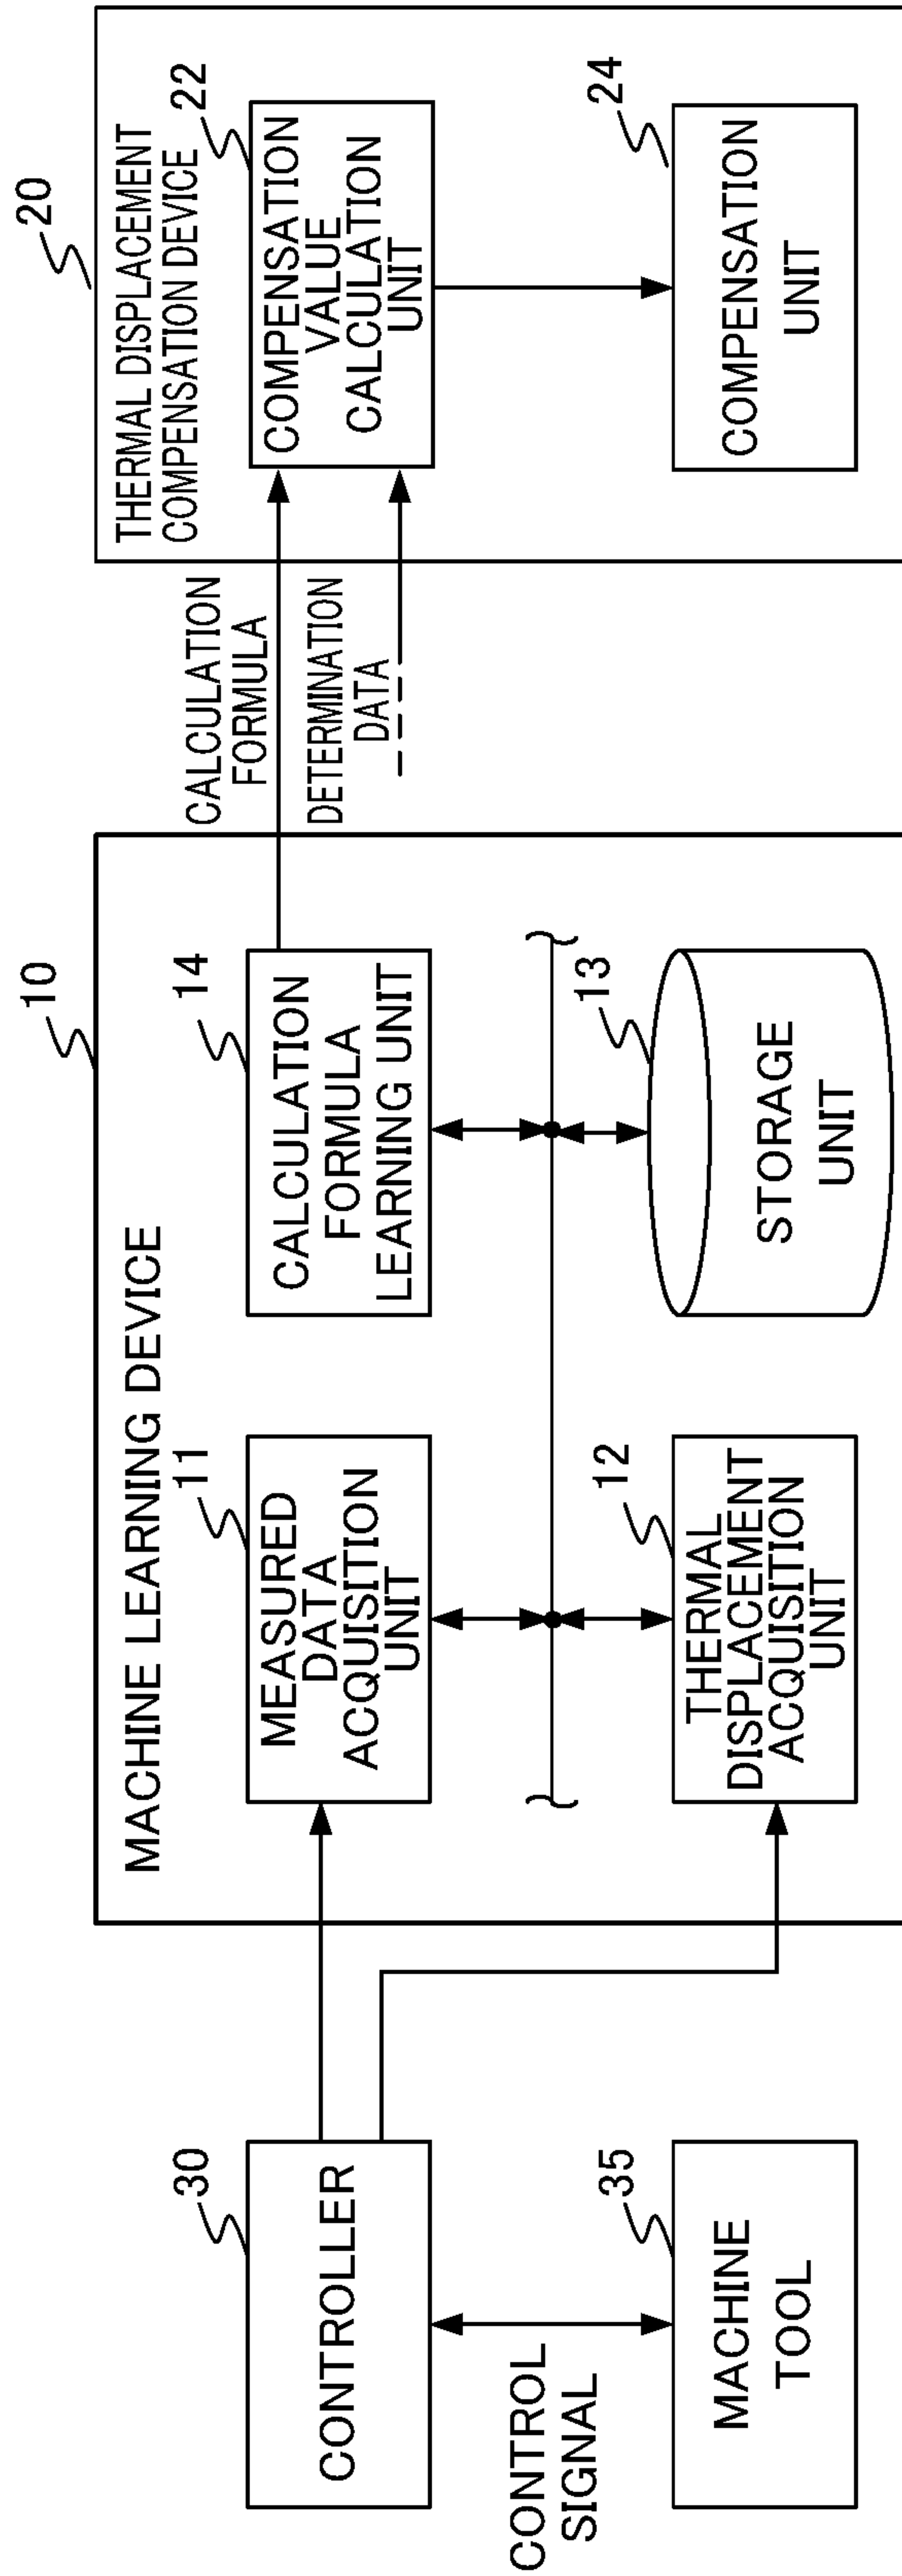 30
CONTROLLER
CONTROL
SIGNAL
35
MACHINE
TOOL
10
MACHINE LEARNING DEVICE
11
MEASURED
DATA
ACQUISITION
UNIT
14
CALCULATION
FORMULA
LEARNING UNIT
12
THERMAL
DISPLACEMENT
ACQUISITION
UNIT
13
STORAGE
UNIT
CALCULATION
FORMULA
DETERMINATION
DATA
20
THERMAL DISPLACEMENT
COMPENSATION DEVICE
22
COMPENSATION
VALUE
CALCULATION
UNIT
24
COMPENSATION
UNIT